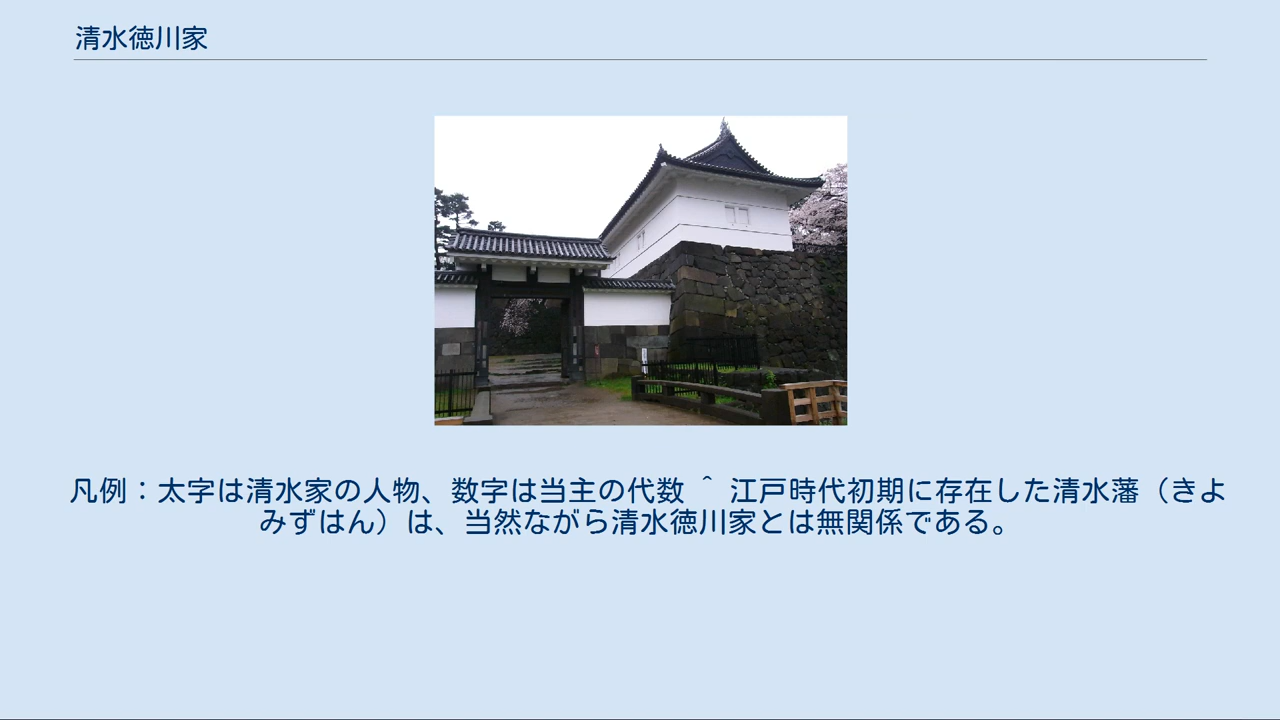 清水徳川家
凡例：太字は清水家の人物、数字は当主の代数 ^ 江戸時代初期に存在した清水藩（きよ
みずはん）は、当然ながら清水徳川家とは無関係である。